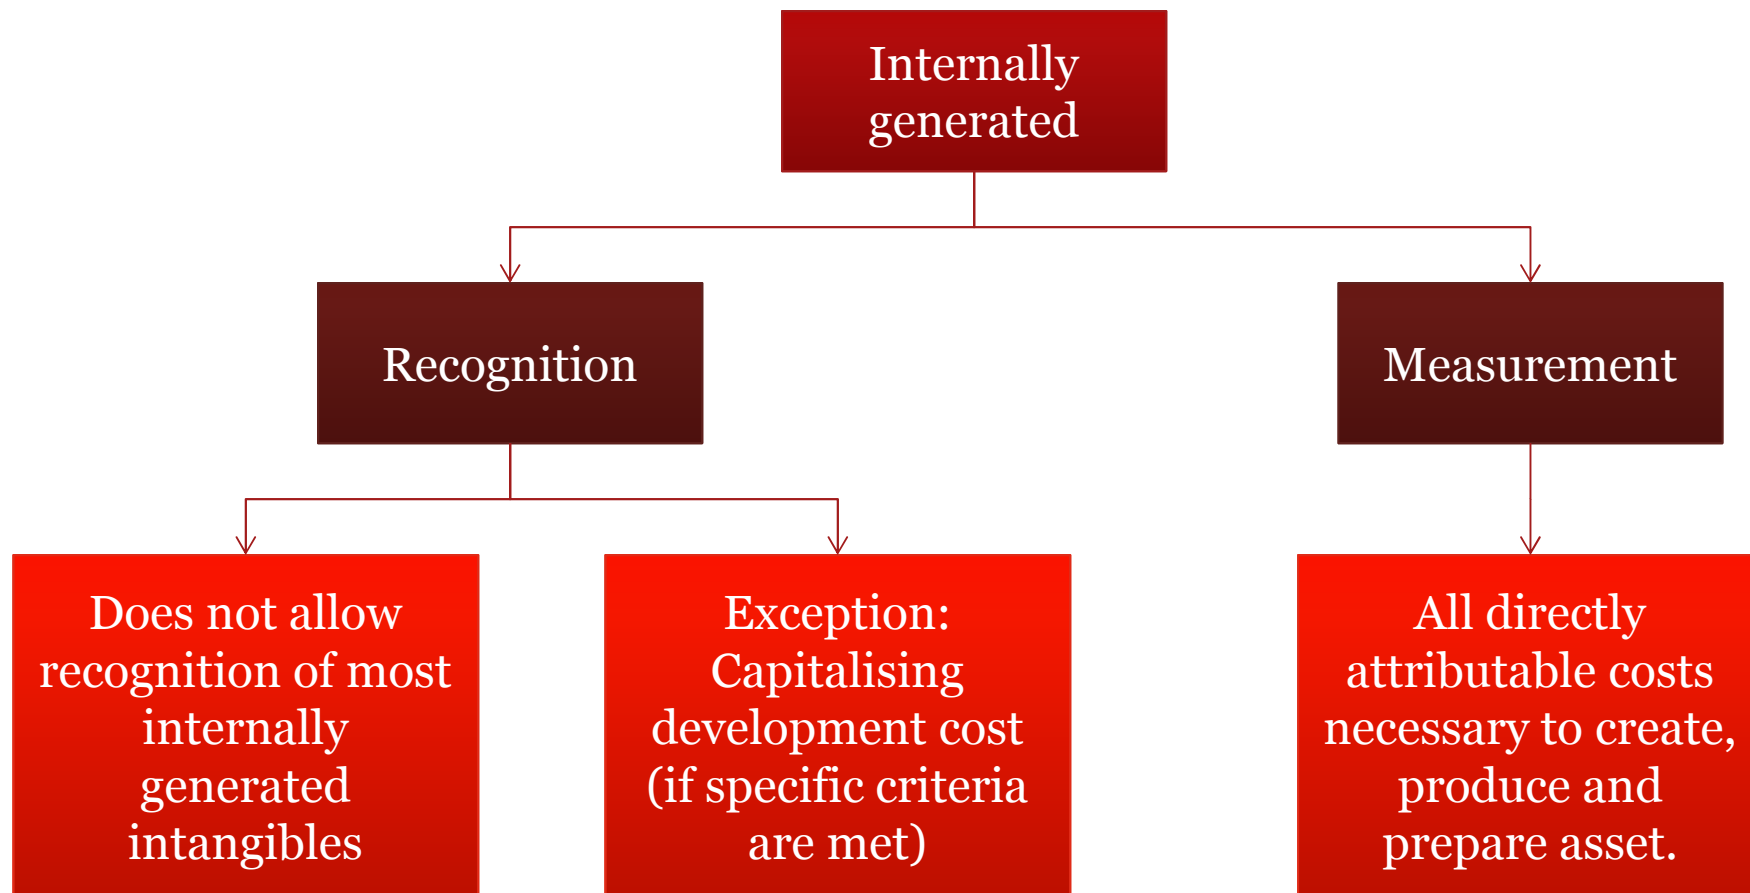 Internally
generated
Recognition
Measurement
Does not allow
recognition of most
internally
generated
intangibles
Exception:
Capitalising
development cost
(if specific criteria
are met)
All directly
attributable costs
necessary to create,
produce and
prepare asset.